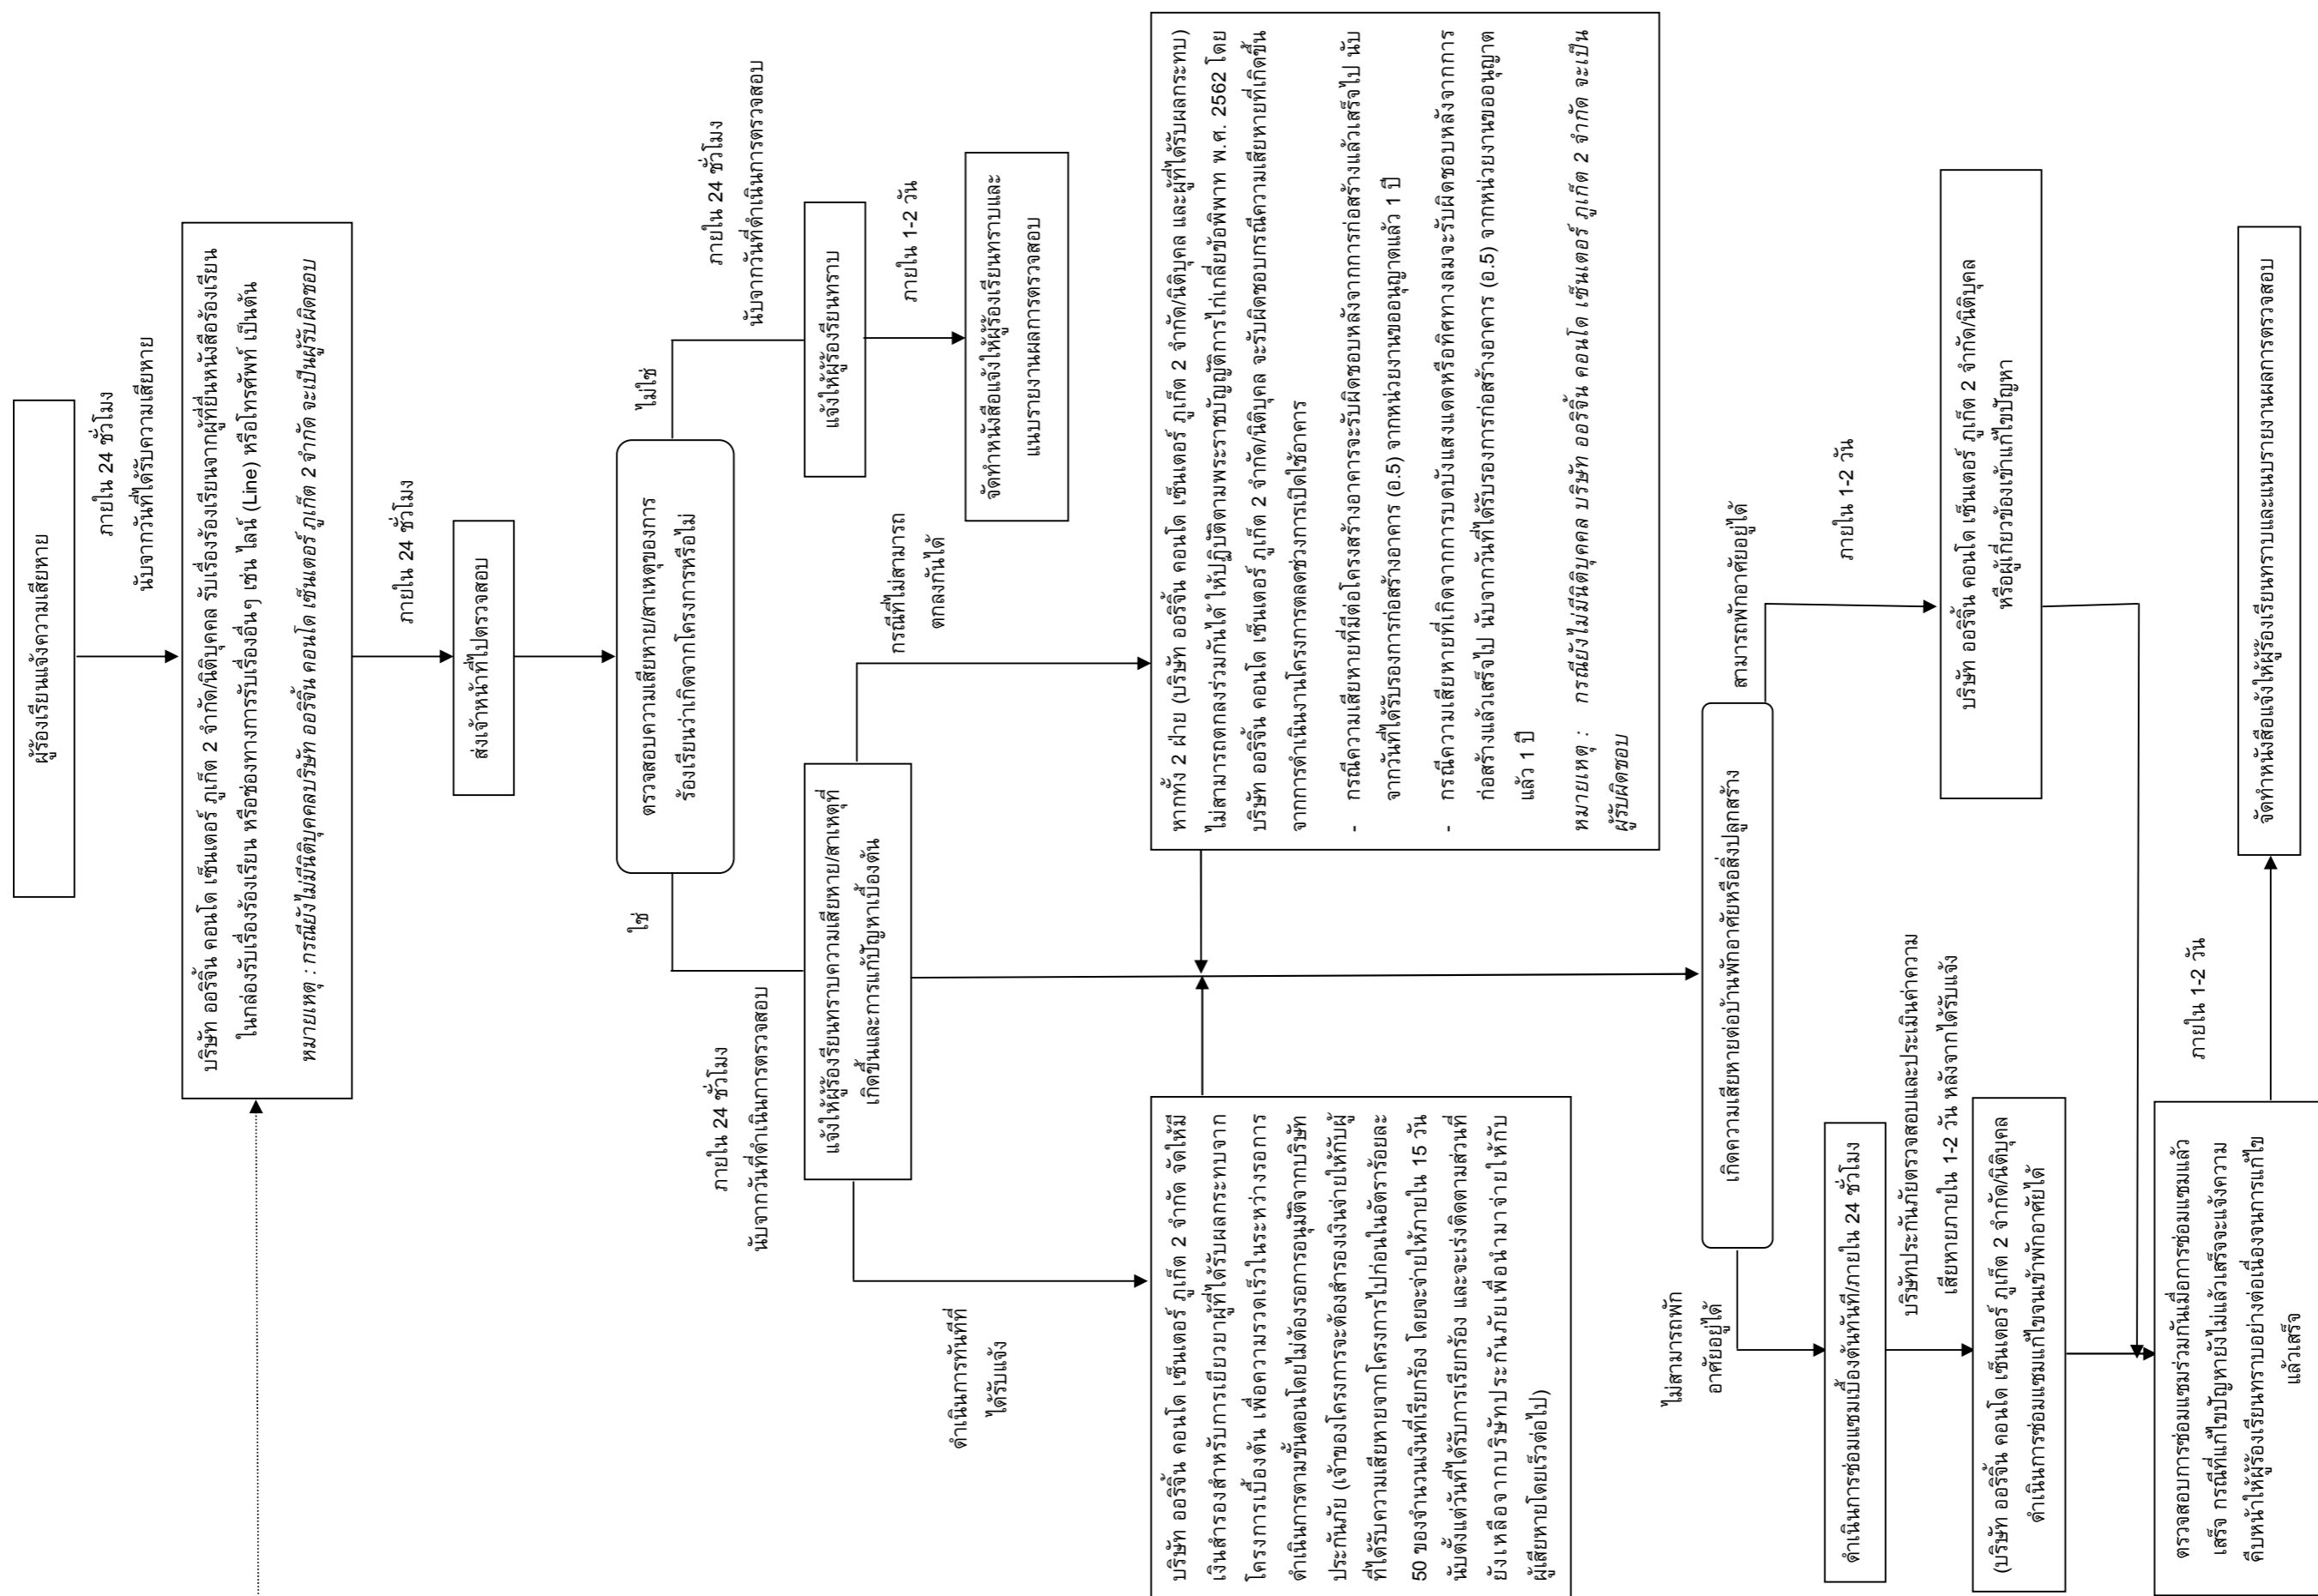 ผู้ร้องเรียนแจ้งความเสียหาย
ภายใน 24 ชั่วโมง
นับจากวันที่ได้รับความเสียหาย
บริษัท ออริจิ้น คอนโด เซ็นเตอร์ ภูเก็ต 2 จำกัด/นิติบุคคล รับเรื่องร้องเรียนจากผู้ที่ยื่นหนังสือร้องเรียน
ในกล่องรับเรื่องร้องเรียน หรือช่องทางการรับเรื่องอื่นๆ เช่น ไลน์ (Line) หรือโทรศัพท์ เป็นต้น
หมายเหตุ : กรณียังไม่มีนิติบุคคลบริษัท ออริจิ้น คอนโด เซ็นเตอร์ ภูเก็ต 2 จำกัด จะเป็นผู้รับผิดชอบ
ภายใน 24 ชั่วโมง
ส่งเจ้าหน้าที่ไปตรวจสอบ
ตรวจสอบความเสียหาย/สาเหตุของการ
ร้องเรียนว่าเกิดจากโครงการหรือไม่
ใช่
ไม่ใช่
ภายใน 24 ชั่วโมง
นับจากวันที่ดำเนินการตรวจสอบ
ภายใน 24 ชั่วโมง
นับจากวันที่ดำเนินการตรวจสอบ
แจ้งให้ผู้ร้องรียนทราบความเสียหาย/สาเหตุที่
เกิดขึ้นและการแก้ปัญหาเบื้องต้น
แจ้งให้ผู้ร้องรียนทราบ
ภายใน 1-2 วัน
จัดทำหนังสือแจ้งให้ผู้ร้องเรียนทราบและ
แนบรายงานผลการตรวจสอบ
ดำเนินการทันทีที่
ได้รับแจ้ง
กรณีที่ไม่สามารถ
ตกลงกันได้
บริษัท ออริจิ้น คอนโด เซ็นเตอร์ ภูเก็ต 2 จำกัด จัดให้มี
เงินสำรองสำหรับการเยียวยาผู้ที่ได้รับผลกระทบจาก
โครงการเบื้องต้น เพื่อความรวดเร็วในระหว่างรอการ
ดำเนินการตามขั้นตอนโดยไม่ต้องรอการอนุมัติจากบริษัท
ประกันภัย (เจ้าของโครงการจะต้องสำรองเงินจ่ายให้กับผู้
ที่ได้รับความเสียหายจากโครงการไปก่อนในอัตราร้อยละ
50 ของจำนวนเงินที่เรียกร้อง โดยจะจ่ายให้ภายใน 15 วัน
นับตั้งแต่วันที่ได้รับการเรียกร้อง และจะเร่งติดตามส่วนที่
ยังเหลือจากบริษัทประกันภัยเพื่อนำมาจ่ายให้กับ
ผู้เสียหายโดยเร็วต่อไป)
หากทั้ง 2 ฝ่าย (บริษัท ออริจิ้น คอนโด เซ็นเตอร์ ภูเก็ต 2 จำกัด/นิติบุคคล และผู้ที่ได้รับผลกระทบ)
ไม่สามารถตกลงร่วมกันได้ ให้ปฏิบัติตามพระราชบัญญัติการไกล่เกลี่ยข้อพิพาท พ.ศ. 2562 โดย
บริษัท ออริจิ้น คอนโด เซ็นเตอร์ ภูเก็ต 2 จำกัด/นิติบุคคล จะรับผิดชอบกรณีความเสียหายที่เกิดขึ้น
จากการดำเนินงานโครงการตลดช่วงการเปิดใช้อาคาร
- กรณีความเสียหายที่มีต่อโครงสร้างอาคารจะรับผิดชอบหลังจากการก่อสร้างแล้วเสร็จไป นับ
จากวันที่ได้รับรองการก่อสร้างอาคาร (อ.5) จากหน่วยงานขออนุญาตแล้ว 1 ปี
- กรณีความเสียหายที่เกิดจากการบดบังแสงแดดหรือทิศทางลมจะรับผิดชอบหลังจากการ
ก่อสร้างแล้วเสร็จไป นับจากวันที่ได้รับรองการก่อสร้างอาคาร (อ.5) จากหน่วยงานขออนุญาต
แล้ว 1 ปี
หมายเหตุ : กรณียังไม่มีนิติบุคคล บริษัท ออริจิ้น คอนโด เซ็นเตอร์ ภูเก็ต 2 จำกัด จะเป็น
ผู้รับผิดชอบ
เกิดความเสียหายต่อบ้านพักอาศัยหรือสิ่งปลูกสร้าง
ไม่สามารถพัก
อาศัยอยู่ได้
สามารถพักอาศัยอยู่ได้
ดำเนินการซ่อมแซมเบื้องต้นทันที/ภายใน 24 ชั่วโมง
บริษัทประกันภัยตรวจสอบและประเมินค่าความ
เสียหายภายใน 1-2 วัน หลังจากได้รับแจ้ง
ภายใน 1-2 วัน
(บริษัท ออริจิ้น คอนโด เซ็นเตอร์ ภูเก็ต 2 จำกัด/นิติบุคคล
ดำเนินการซ่อมแซมแก้ไขจนเข้าพักอาศัยได้
บริษัท ออริจิ้น คอนโด เซ็นเตอร์ ภูเก็ต 2 จำกัด/นิติบุคคล
หรือผู้เกี่ยวข้องเข้าแก้ไขปัญหา
ตรวจสอบการซ่อมแซมร่วมกันเมื่อการซ่อมแซมแล้ว
เสร็จ กรณีที่แก้ไขปัญหายังไม่แล้วเสร็จจะแจ้งความ
คืบหน้าให้ผู้ร้องเรียนทราบอย่างต่อเนื่องจนการแก้ไข
แล้วเสร็จ
ภายใน 1-2 วัน
จัดทำหนังสือแจ้งให้ผู้ร้องเรียนทราบและแนบรายงานผลการตรวจสอบ